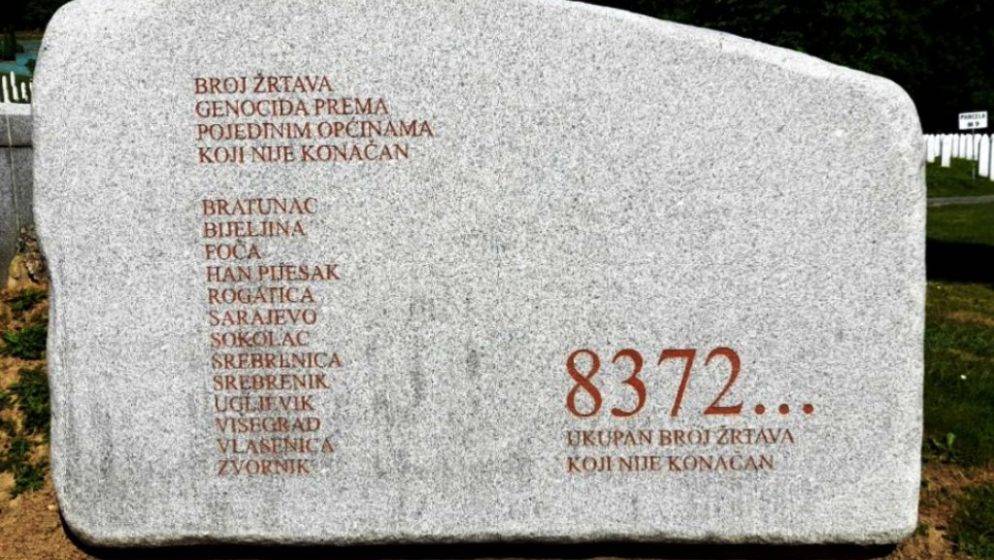 BROJ ŽRTAVA
GENOCIDA PREMA
POJEDINIM OPĆINAMA
KOJI NIJE KONAČAN
BRATUNAC
BIJELJINA
FOČA
HAN PIJESAK
ROGATICA
SARAJEVO
SOKOLAC
SREBRENICA
SREBRENIK
UGLJEVIK
VIŠEGRAD
VLASENICA
ZVORNIK
8372...
UKUPAN BROJ ŽRTAVA
KOJI NIJE KONAČAN
PARCELA